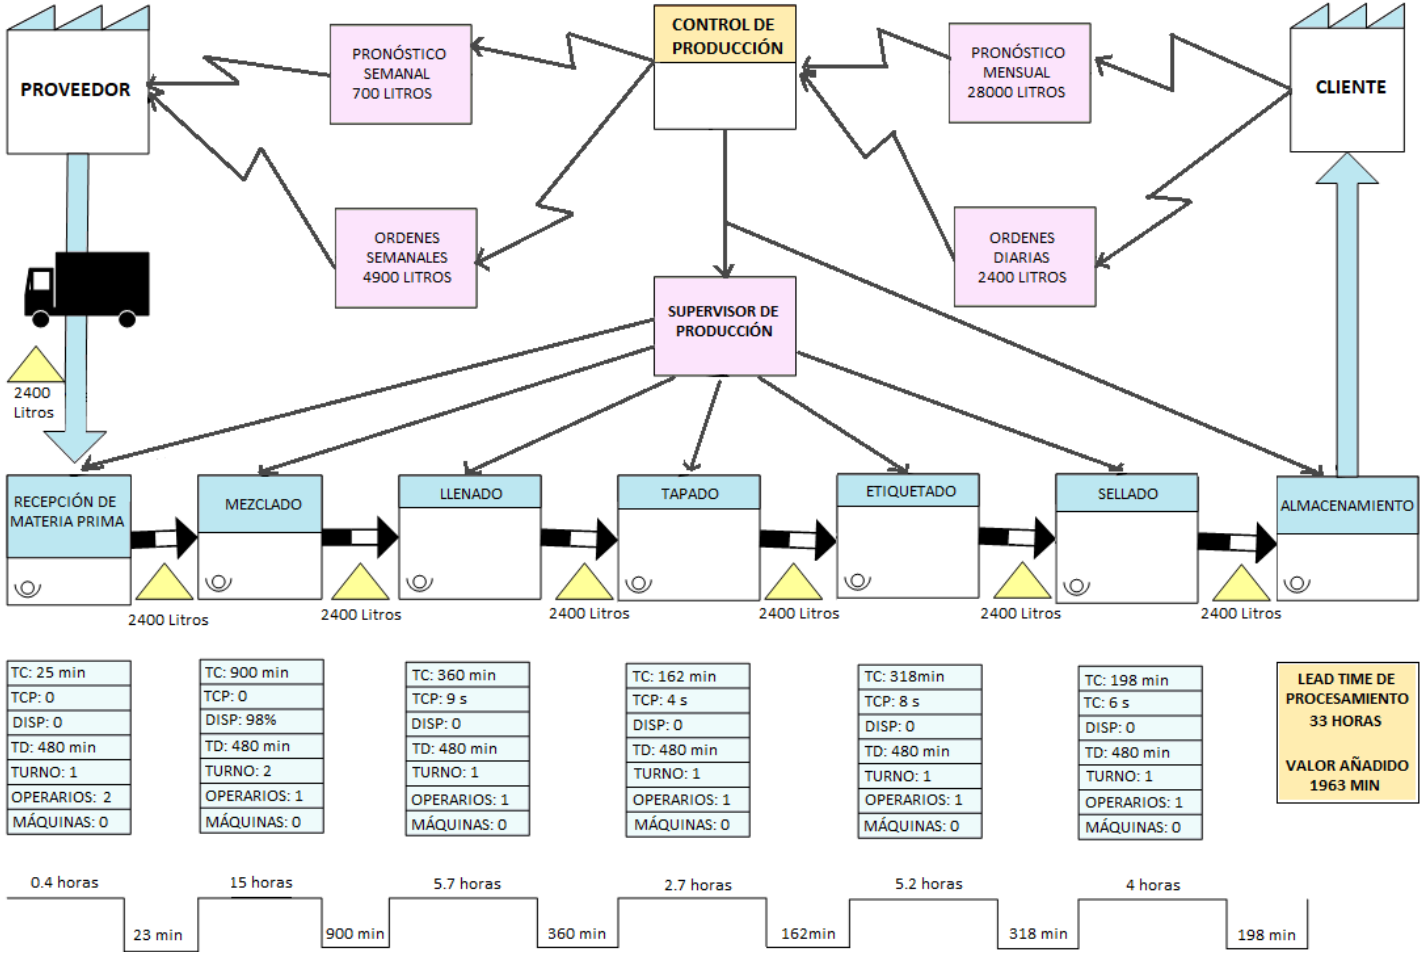 PROVEEDOR
PRONÓSTICO
SEMANAL
700 LITROS
CONTROL DE
PRODUCCIÓN
PRONÓSTICO
MENSUAL
28000 LITROS
CLIENTE
ORDENES
SEMANALES
4900 LITROS
ORDENES
DIARIAS
2400 LITROS
SUPERVISOR DE
PRODUCCIÓN
2400
Litros
RECEPCIÓN DE
MATERIA PRIMA
MEZCLADO
LLENADO
TAPADO
ETIQUETADO
SELLADO
ALMACENAMIENTO
2400 Litros
2400 Litros
2400 Litros
2400 Litros
2400 Litros
2400 Litros
TC: 25 min
TCP: 0
DISP: 0
TD: 480 min
TURNO: 1
OPERARIOS: 2
MÁQUINAS: 0
TC: 900 min
TCP: 0
DISP: 98%
TD: 480 min
TURNO: 2
OPERARIOS: 1
MÁQUINAS: 0
TC: 360 min
TCP: 9 s
DISP: 0
TD: 480 min
TURNO: 1
OPERARIOS: 1
MÁQUINAS: 0
TC: 162 min
TCP: 4 s
DISP: 0
TD: 480 min
TURNO: 1
OPERARIOS: 1
MÁQUINAS: 0
TC: 318min
TCP: 8 s
DISP: 0
TD: 480 min
TURNO: 1
OPERARIOS: 1
MÁQUINAS: 0
TC: 198 min
TC: 6 s
DISP: 0
TD: 480 min
TURNO: 1
OPERARIOS: 1
MÁQUINAS: 0
LEAD TIME DE
PROCESAMIENTO
33 HORAS
VALOR AÑADIDO
1963 MIN
0.4 horas
15 horas
5.7 horas
2.7 horas
5.2 horas
4 horas
23 min
900 min
360 min
162min
318 min
198 min